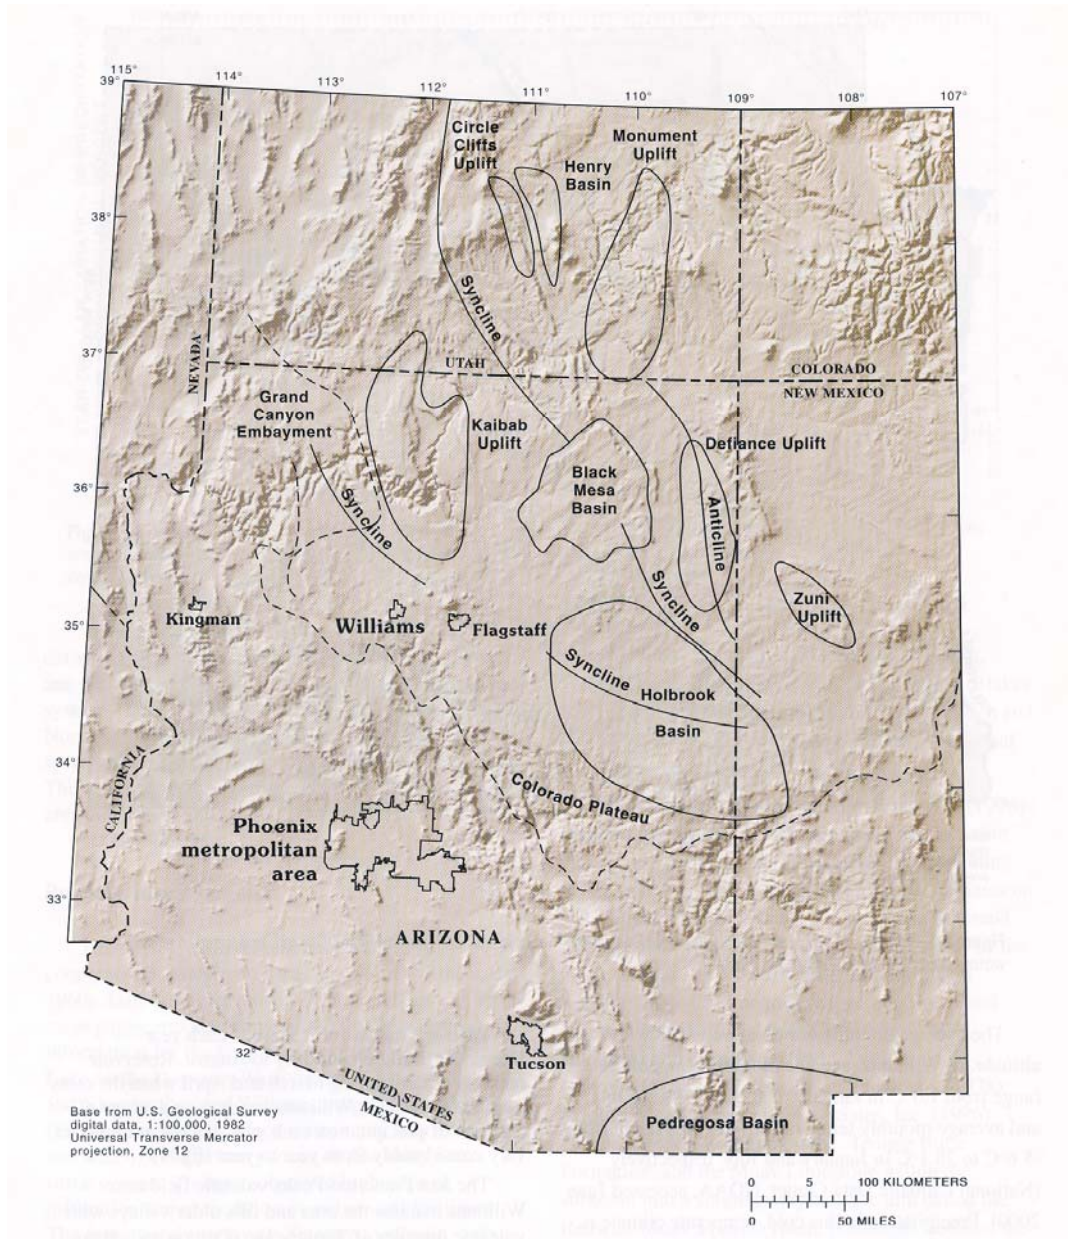 115°
39°
114°
113°
112°
111°
110°
109°
108°
107°
Circle
Cliffs
Uplift
Henry
Basin
Monument
Uplift
38°
Syncline
37°
NEVADA
UTAH
COLORADO
NEW MEXICO
Grand
Canyon
Embayment
Kaibab
Uplift
Defiance Uplift
Black
Mesa
Basin
Anticline
36°
Syncline
Syncline
Zuni
Uplift
35°
Kingman
Williams
Flagstaff
Syncline
Holbrook
Basin
34°
CALIFORNIA
Colorado Plateau
Phoenix
metropolitan
area
33°
ARIZONA
32°
Tucson
UNITED STATES
MEXICO
Pedregosa Basin
Base from U.S. Geological Survey
digital data, 1:100,000, 1982
Universal Transverse Mercator
projection, Zone 12
0 5 100 KILOMETERS
0 50 MILES